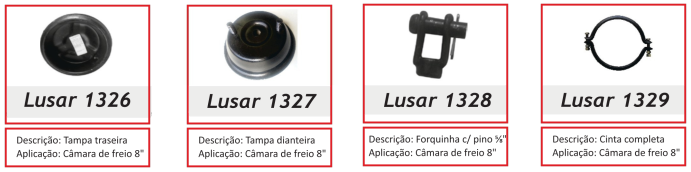 Lusar 1326
Lusar 1327
Lusar 1328
Lusar 1329
Descrição: Tampa traseira
Aplicação: Câmara de freio 8"
Descrição: Tampa dianteira
Aplicação: Câmara de freio 8"
Descrição: Forquinha c/ pino ⅝"
Aplicação: Câmara de freio 8"
Descrição: Cinta completa
Aplicação: Câmara de freio 8"